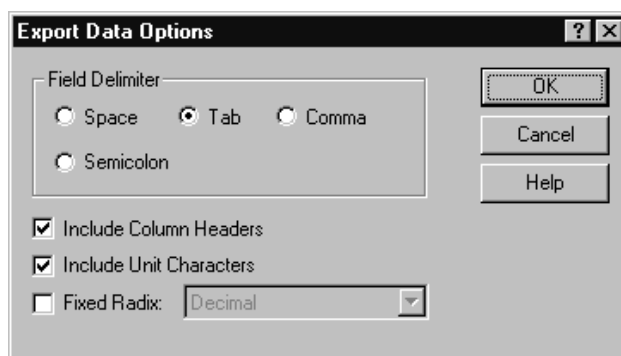 Export Data Options
Field Delimiter
Space Tab Comma
Semicolon
OK
Cancel
Help
Include Column Headers
Include Unit Characters
Fixed Radix: Decimal